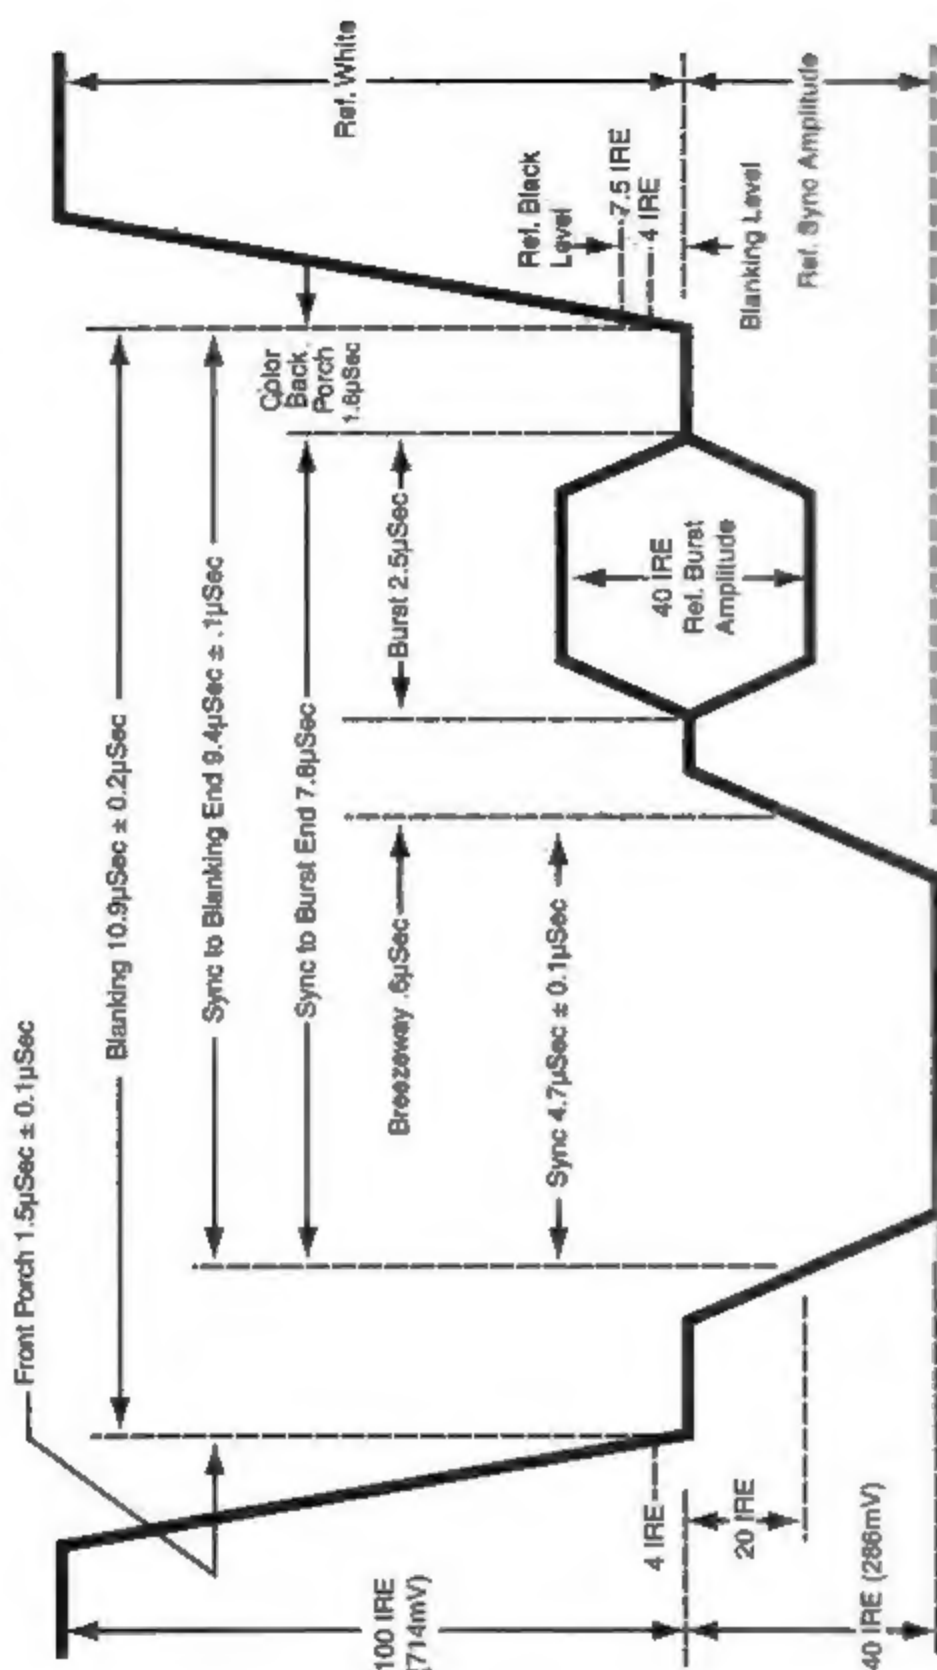 Front Porch 1.5µSec ± 0.1µSec
Blanking 10.9µSec ± 0.2µSec
Sync to Blanking End 9.4µSec ± .1µSec
Sync to Burst End 7.8µSec
Color
Back
Porch
1.6µSec
Breezeway .6µSec
Burst 2.5µSec
Sync 4.7µSec ± 0.1µSec
Ref. White
Ref. Black
Level
7.5 IRE
4 IRE
Blanking Level
Ref. Sync Amplitude
40 IRE
Ref. Burst
Amplitude
100 IRE
(714mV)
4 IRE
20 IRE
40 IRE (286mV)